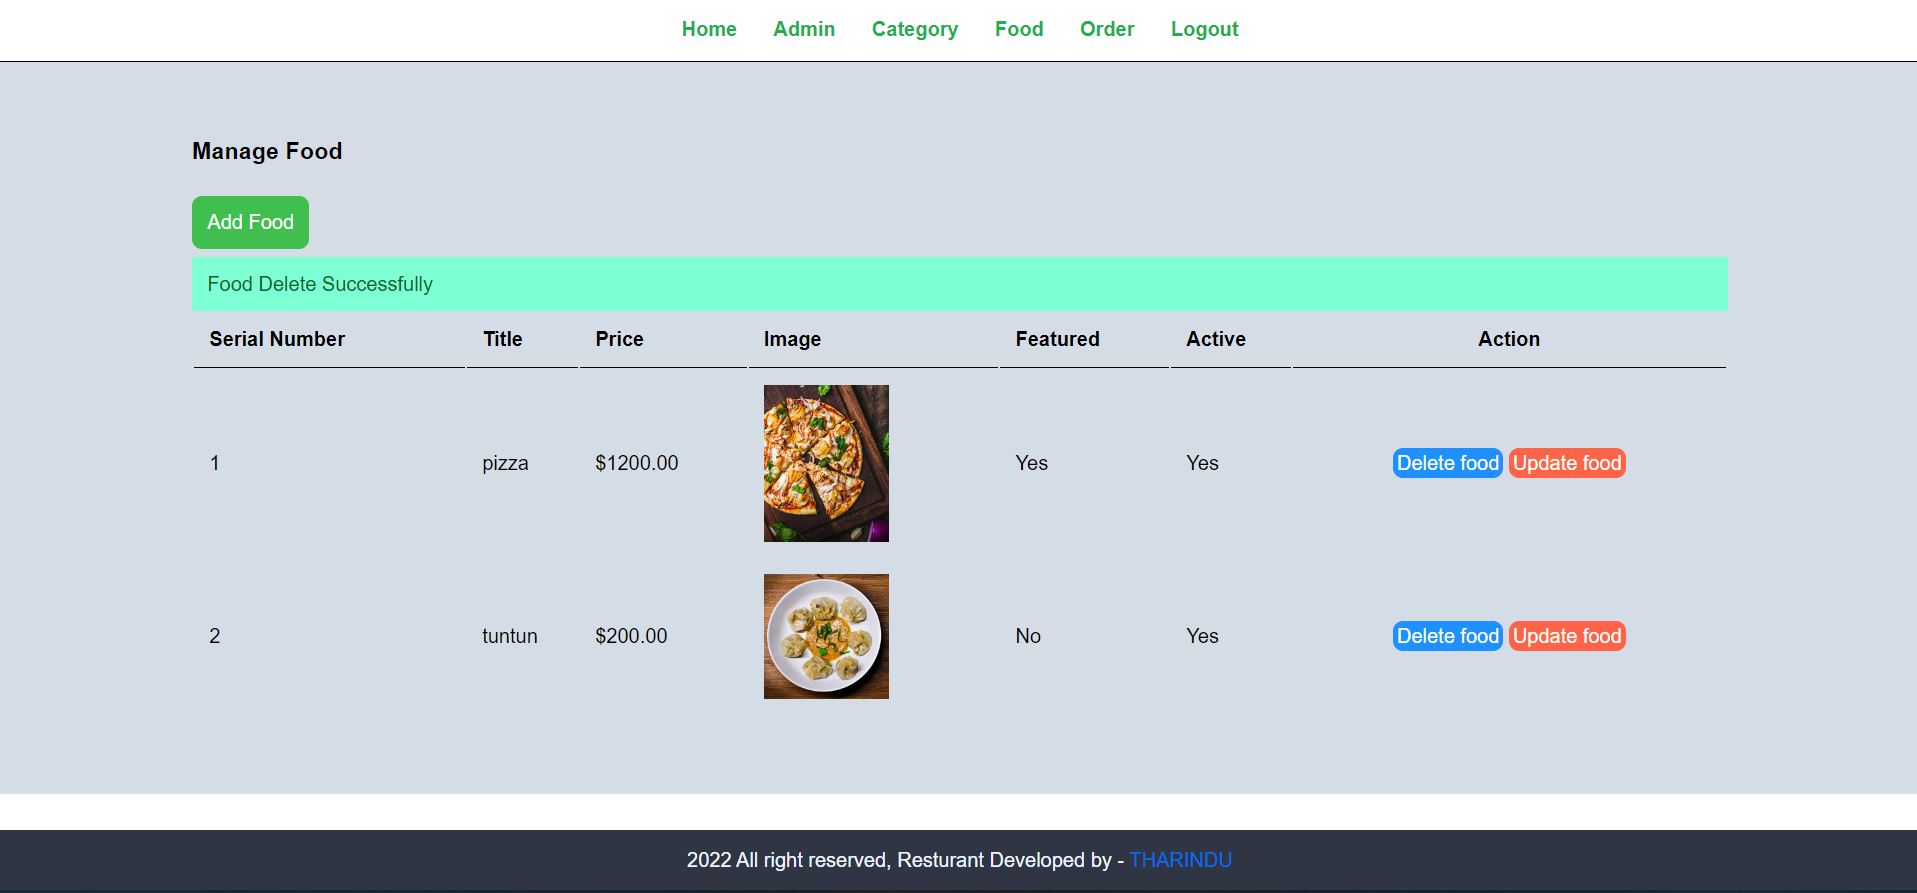 Home Admin Category Food Order Logout
Manage Food
Add Food
Food Delete Successfully
Serial Number Title Price Image Featured Active Action
1 pizza $1200.00 Yes Yes Delete food Update food
2 tuntun $200.00 No Yes Delete food Update food
2022 All right reserved, Resturant Developed by - THARINDU